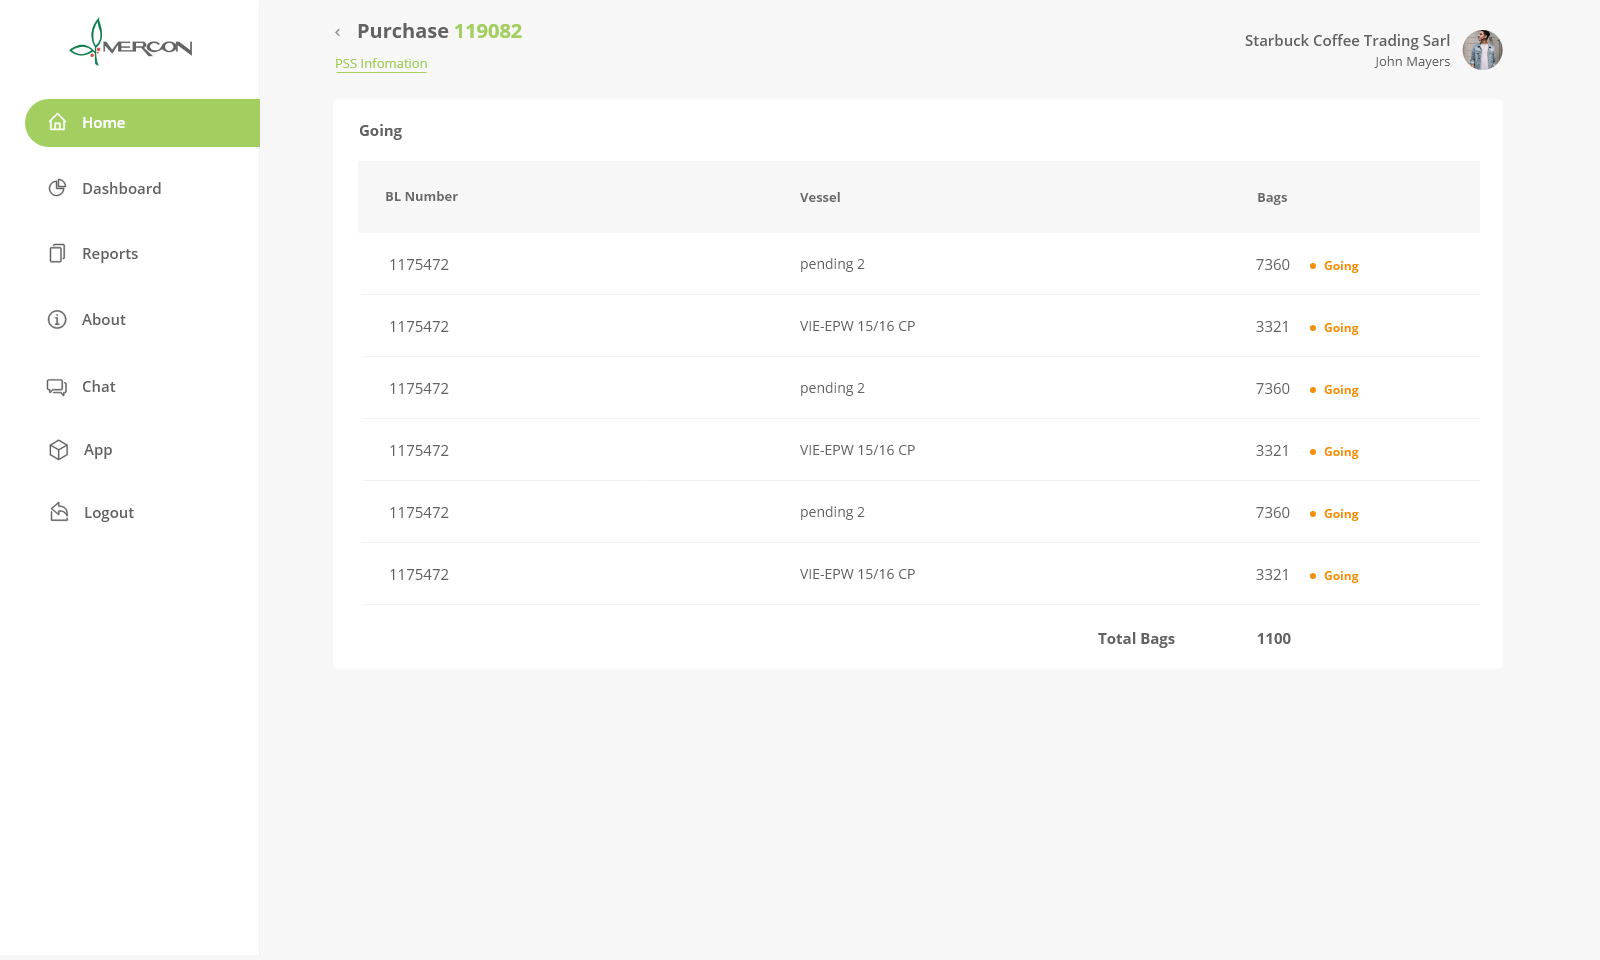 MERCON
Home
Dashboard
Reports
About
Chat
App
Logout
Purchase 119082
PSS Infomation
Starbuck Coffee Trading Sarl
John Mayers
Going
BL Number Vessel Bags
1175472 pending 2 7360 Going
1175472 VIE-EPW 15/16 CP 3321 Going
1175472 pending 2 7360 Going
1175472 VIE-EPW 15/16 CP 3321 Going
1175472 pending 2 7360 Going
1175472 VIE-EPW 15/16 CP 3321 Going
Total Bags 1100